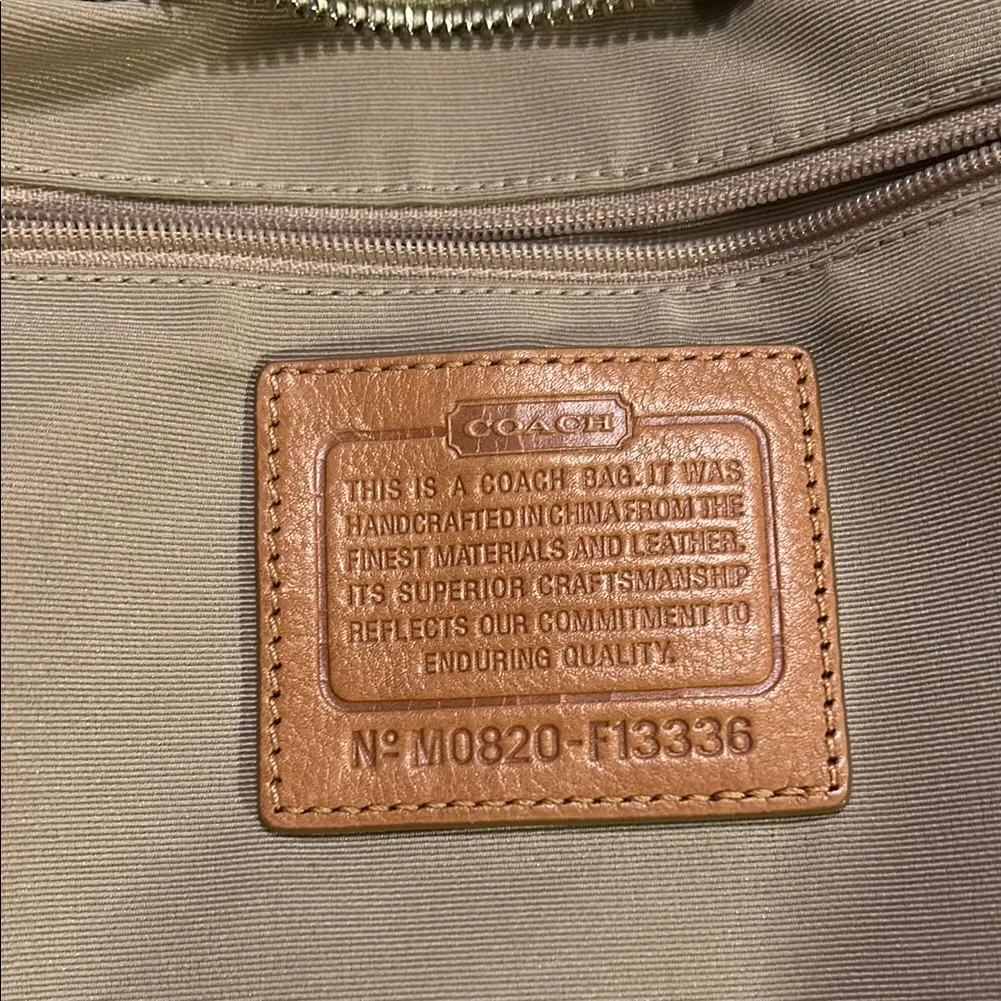 COACH
THIS IS A COACH BAG. IT WAS
HANDCRAFTED IN CHINA FROM THE
FINEST MATERIALS AND LEATHER.
ITS SUPERIOR CRAFTSMANSHIP
REFLECTS OUR COMMITMENT TO
ENDURING QUALITY.
Nº M0820-F13336